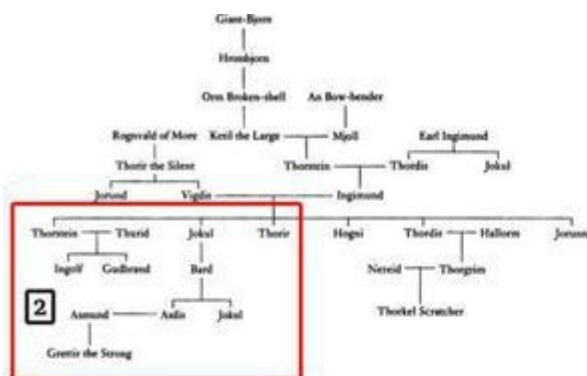 Giant-Bjorn
Hrossbjorn
Orm Broken-shell An Bow-bender
Rognvald of More Ketil the Large Mjoll Earl Ingimund
Thorir the Silent Thorstein Thordis Jokul
Jorund Vigdis Ingimund
Thorstein Thurid Jokul Thorir Hogni Thordis Hallorm Jorunn
Ingolf Gudbrand Bard Nereid Thorgrim
2 Asmund Asdis Jokul Thorkel Scratcher
Grettir the Strong